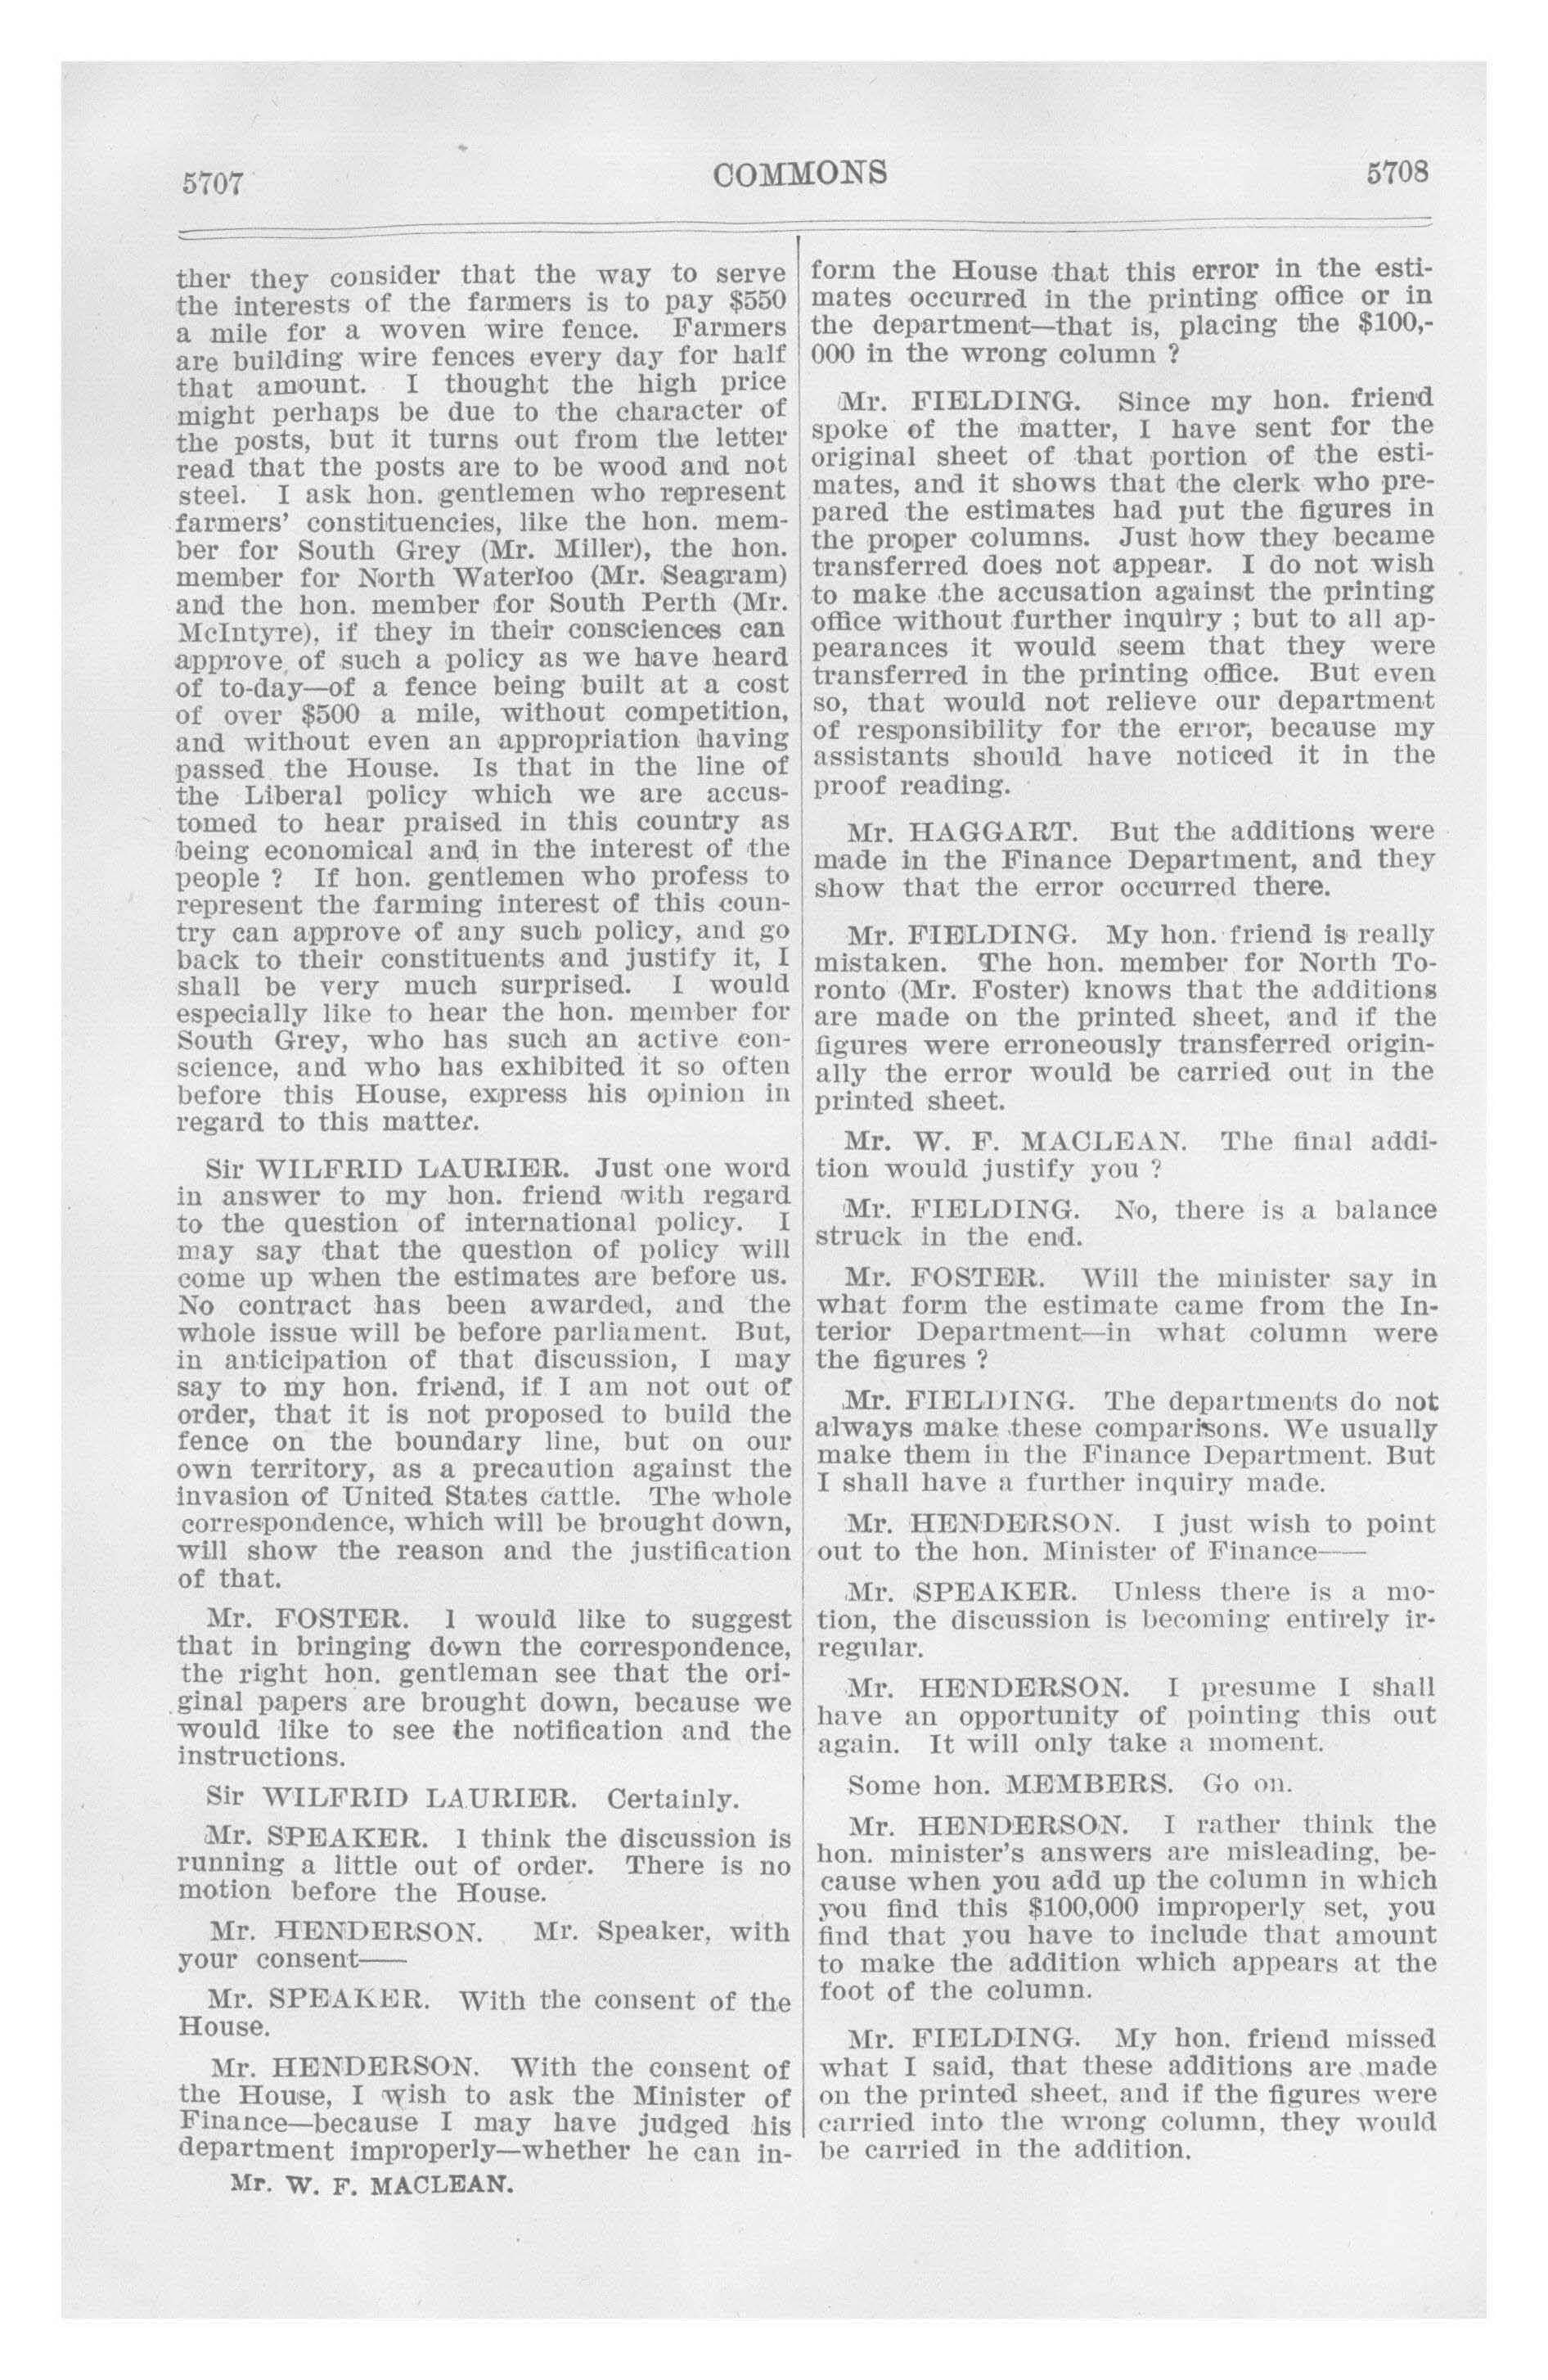 5707
COMMONS
5708
ther they consider that the way to serve
the interests of the farmers is to pay $550
a mile for a woven wire fence. Farmers
are building wire fences every day for half
that amount. I thought the high price
might perhaps be due to the character of
the posts, but it turns out from the letter
read that the posts are to be wood and not
steel. I ask hon. gentlemen who represent
farmers' constituencies, like the hon. mem-
ber for South Grey (Mr. Miller), the hon.
member for North Waterloo (Mr. Seagram)
and the hon. member for South Perth (Mr.
McIntyre), if they in their consciences can
approve of such a policy as we have heard
of to-day—of a fence being built at a cost
of over $500 a mile, without competition,
and without even an appropriation having
passed the House. Is that in the line of
the Liberal policy which we are accus-
tomed to hear praised in this country as
being economical and in the interest of the
people ? If hon. gentlemen who profess to
represent the farming interest of this coun-
try can approve of any such policy, and go
back to their constituents and justify it, I
shall be very much surprised. I would
especially like to hear the hon. member for
South Grey, who has such an active con-
science, and who has exhibited it so often
before this House, express his opinion in
regard to this matter.
Sir WILFRID LAURIER. Just one word
in answer to my hon. friend with regard
to the question of international policy. I
may say that the question of policy will
come up when the estimates are before us.
No contract has been awarded, and the
whole issue will be before parliament. But,
in anticipation of that discussion, I may
say to my hon. friend, if I am not out of
order, that it is not proposed to build the
fence on the boundary line, but on our
own territory, as a precaution against the
invasion of United States cattle. The whole
correspondence, which will be brought down,
will show the reason and the justification
of that.
Mr. FOSTER. I would like to suggest
that in bringing down the correspondence,
the right hon. gentleman see that the ori-
ginal papers are brought down, because we
would like to see the notification and the
instructions.
Sir WILFRID LAURIER. Certainly.
Mr. SPEAKER. I think the discussion is
running a little out of order. There is no
motion before the House.
Mr. HENDERSON. Mr. Speaker, with
your consent——
Mr. SPEAKER. With the consent of the
House.
Mr. HENDERSON. With the consent of
the House, I wish to ask the Minister of
Finance—because I may have judged his
department improperly—whether he can in-
Mr. W. F. MACLEAN.
form the House that this error in the esti-
mates occurred in the printing office or in
the department—that is, placing the $100,-
000 in the wrong column ?
Mr. FIELDING. Since my hon. friend
spoke of the matter, I have sent for the
original sheet of that portion of the esti-
mates, and it shows that the clerk who pre-
pared the estimates had put the figures in
the proper columns. Just how they became
transferred does not appear. I do not wish
to make the accusation against the printing
office without further inquiry ; but to all ap-
pearances it would seem that they were
transferred in the printing office. But even
so, that would not relieve our department
of responsibility for the error, because my
assistants should have noticed it in the
proof reading.
Mr. HAGGART. But the additions were
made in the Finance Department, and they
show that the error occurred there.
Mr. FIELDING. My hon. friend is really
mistaken. The hon. member for North To-
ronto (Mr. Foster) knows that the additions
are made on the printed sheet, and if the
figures were erroneously transferred origin-
ally the error would be carried out in the
printed sheet.
Mr. W. F. MACLEAN. The final addi-
tion would justify you ?
Mr. FIELDING. No, there is a balance
struck in the end.
Mr. FOSTER. Will the minister say in
what form the estimate came from the In-
terior Department—in what column were
the figures ?
Mr. FIELDING. The departments do not
always make these comparisons. We usually
make them in the Finance Department. But
I shall have a further inquiry made.
Mr. HENDERSON. I just wish to point
out to the hon. Minister of Finance——
Mr. SPEAKER. Unless there is a mo-
tion, the discussion is becoming entirely ir-
regular.
Mr. HENDERSON. I presume I shall
have an opportunity of pointing this out
again. It will only take a moment.
Some hon. MEMBERS. Go on.
Mr. HENDERSON. I rather think the
hon. minister's answers are misleading, be-
cause when you add up the column in which
you find this $100,000 improperly set, you
find that you have to include that amount
to make the addition which appears at the
foot of the column.
Mr. FIELDING. My hon. friend missed
what I said, that these additions are made
on the printed sheet, and if the figures were
carried into the wrong column, they would
be carried in the addition.